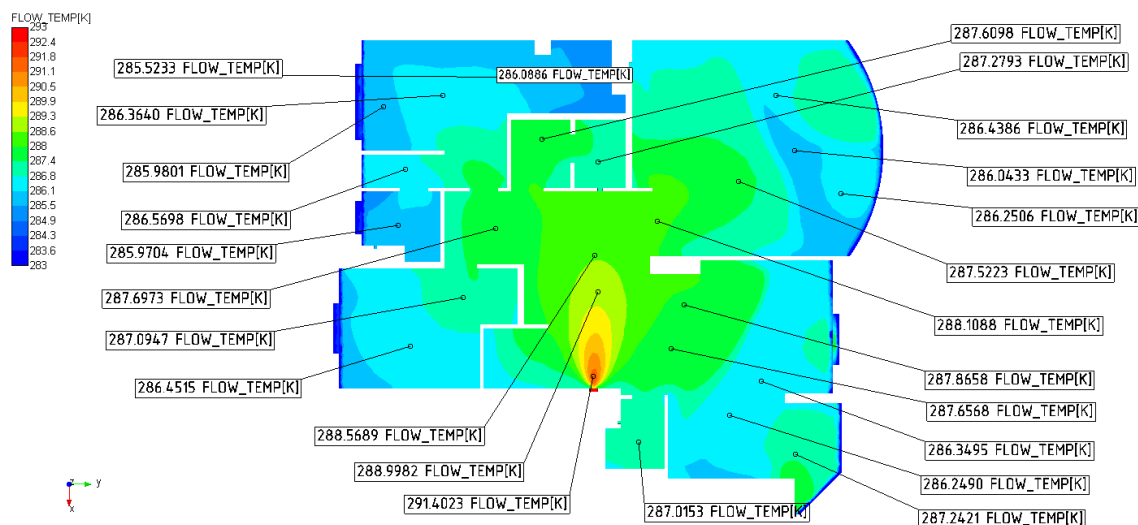 FLOW_TEMP[K]
293
292.4
291.8
291.1
290.5
289.9
289.3
288.6
288
287.4
286.8
286.1
285.5
284.9
284.3
283.6
283
285.5233 FLOW_TEMP[K]
286.0886 FLOW_TEMP[K]
287.6098 FLOW_TEMP[K]
287.2793 FLOW_TEMP[K]
286.3640 FLOW_TEMP[K]
286.4386 FLOW_TEMP[K]
285.9801 FLOW_TEMP[K]
286.0433 FLOW_TEMP[K]
286.5698 FLOW_TEMP[K]
286.2506 FLOW_TEMP[K]
285.9704 FLOW_TEMP[K]
287.5223 FLOW_TEMP[K]
287.6973 FLOW_TEMP[K]
288.1088 FLOW_TEMP[K]
287.0947 FLOW_TEMP[K]
286.4515 FLOW_TEMP[K]
287.8658 FLOW_TEMP[K]
287.6568 FLOW_TEMP[K]
288.5689 FLOW_TEMP[K]
286.3495 FLOW_TEMP[K]
288.9982 FLOW_TEMP[K]
286.2490 FLOW_TEMP[K]
291.4023 FLOW_TEMP[K]
287.0153 FLOW_TEMP[K]
287.2421 FLOW_TEMP[K]
z
y
x